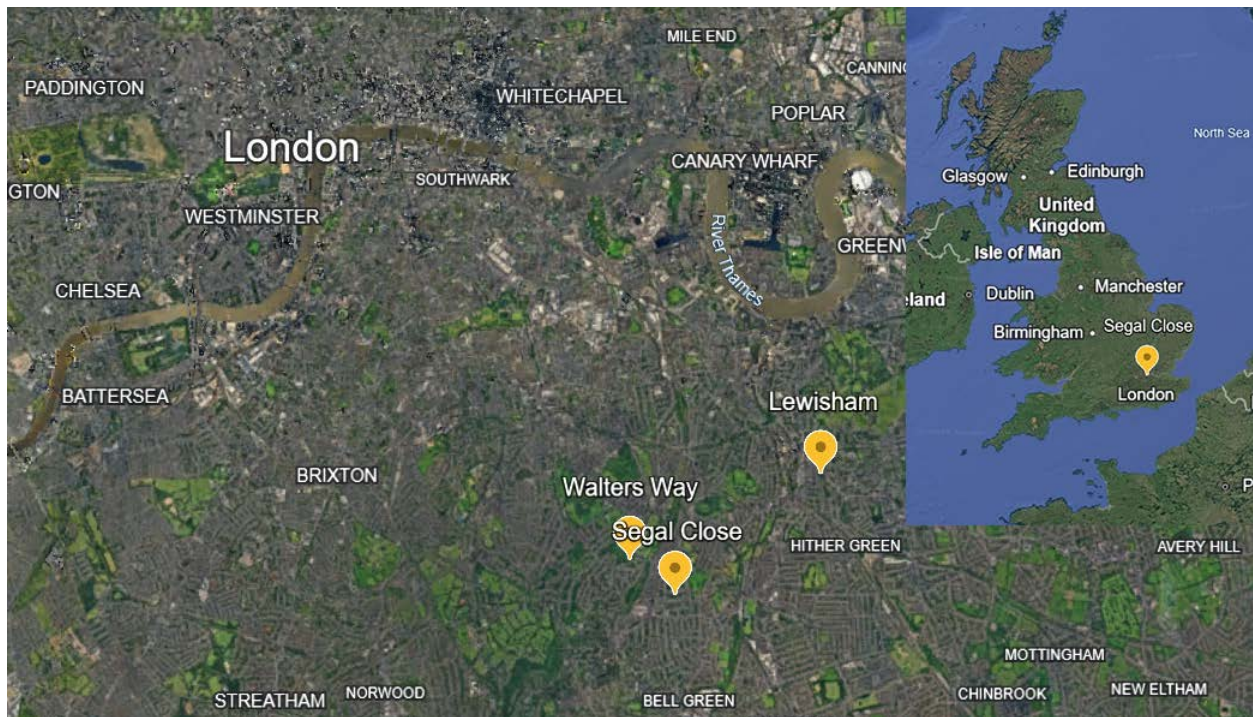 MILE END
CANNING
PADDINGTON
WHITECHAPEL
POPLAR
London
CANARY WHARF
SOUTHWARK
GTON
WESTMINSTER
River Thames
GREENW
CHELSEA
BATTERSEA
Lewisham
BRIXTON
Walters Way
Segal Close
HITHER GREEN
AVERY HILL
MOTTINGHAM
STREATHAM
NORWOOD
BELL GREEN
CHINBROOK
NEW ELTHAM
North Sea
Glasgow
Edinburgh
United
Kingdom
Isle of Man
eland
Dublin
Manchester
Birmingham
Segal Close
London
P